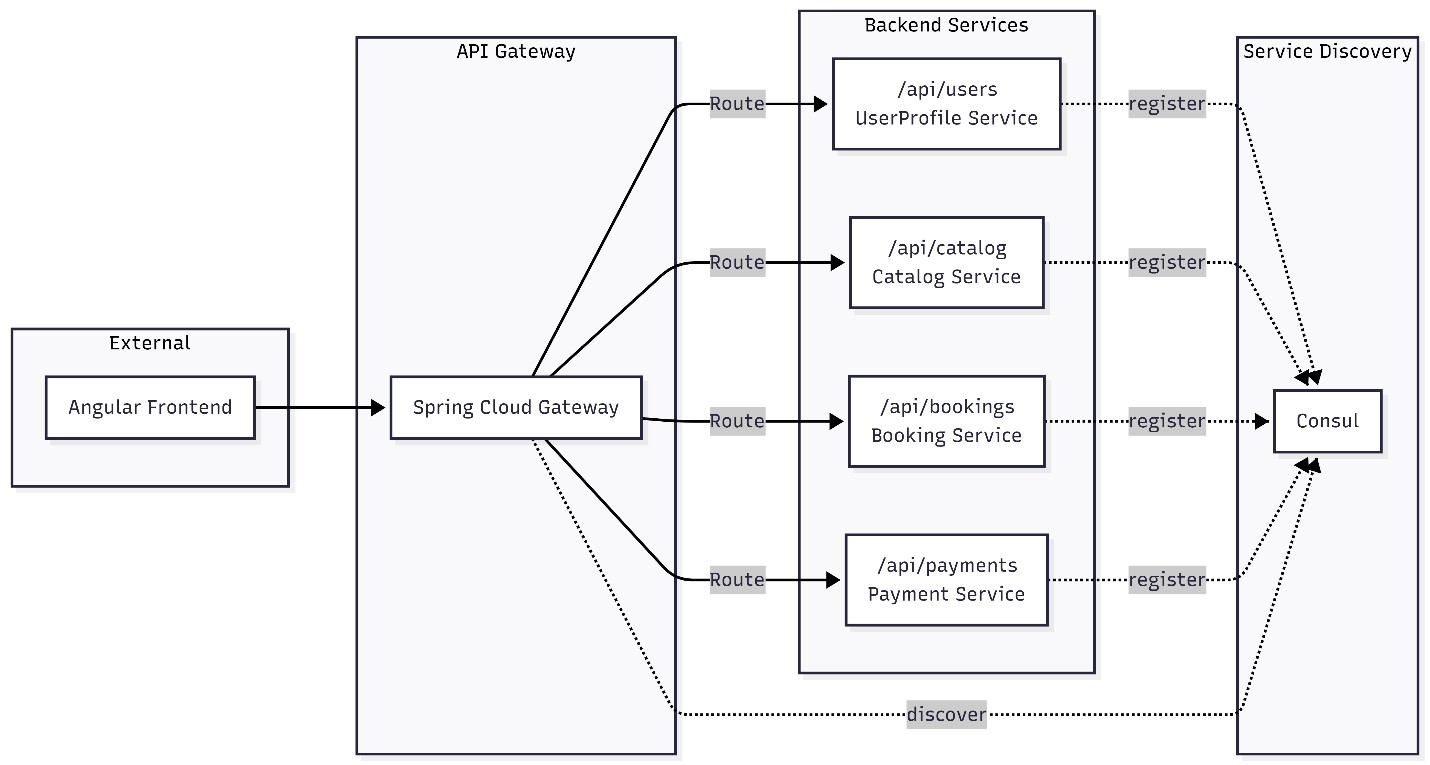 External
Angular Frontend
API Gateway
Spring Cloud Gateway
Route
Route
Route
Route
discover
Backend Services
/api/users
UserProfile Service
/api/catalog
Catalog Service
/api/bookings
Booking Service
/api/payments
Payment Service
register
register
register
register
Service Discovery
Consul